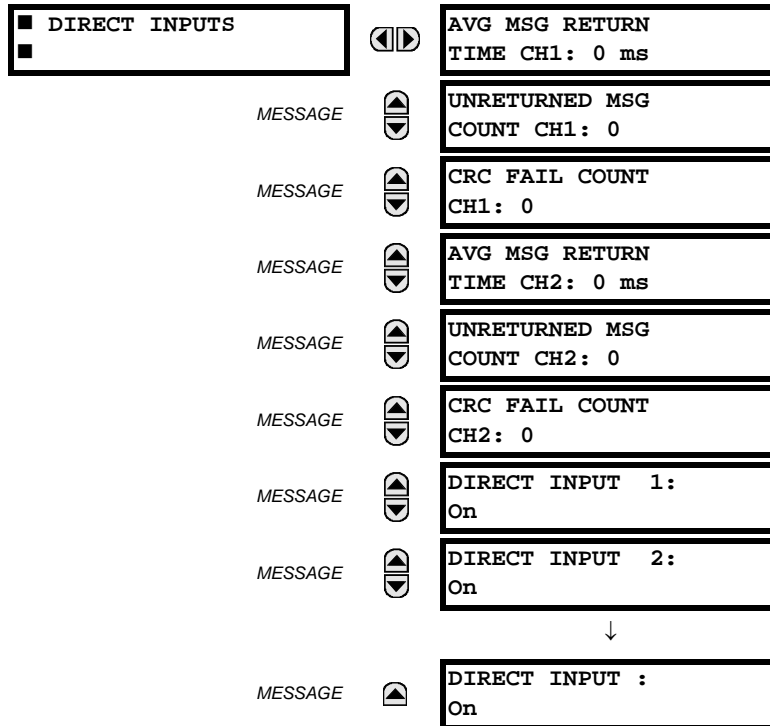 ■ DIRECT INPUTS
■
AVG MSG RETURN
TIME CH1: 0 ms
MESSAGE
UNRETURNED MSG
COUNT CH1: 0
MESSAGE
CRC FAIL COUNT
CH1: 0
MESSAGE
AVG MSG RETURN
TIME CH2: 0 ms
MESSAGE
UNRETURNED MSG
COUNT CH2: 0
MESSAGE
CRC FAIL COUNT
CH2: 0
MESSAGE
DIRECT INPUT 1:
On
MESSAGE
DIRECT INPUT 2:
On
↓
MESSAGE
DIRECT INPUT :
On